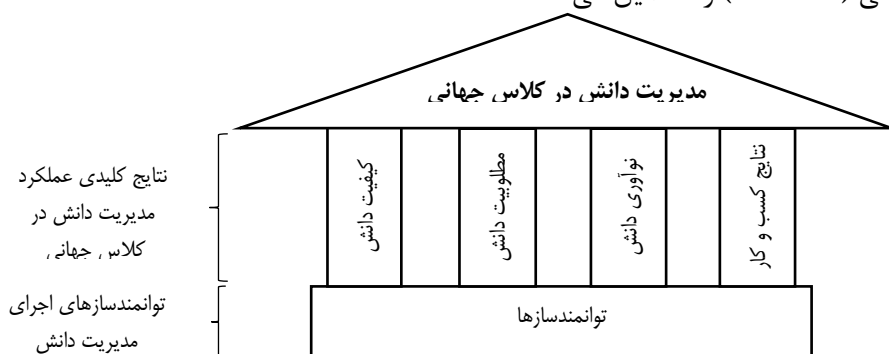 مدیریت دانش در کلاس جهانی
نتایج کسب و کار
نوآوری دانش
مطلوبیت دانش
کیفیت دانش
نتایج کلیدی عملکرد
مدیریت دانش در
کلاس جهانی
توانمندسازها
توانمندسازهای اجرای
مدیریت دانش